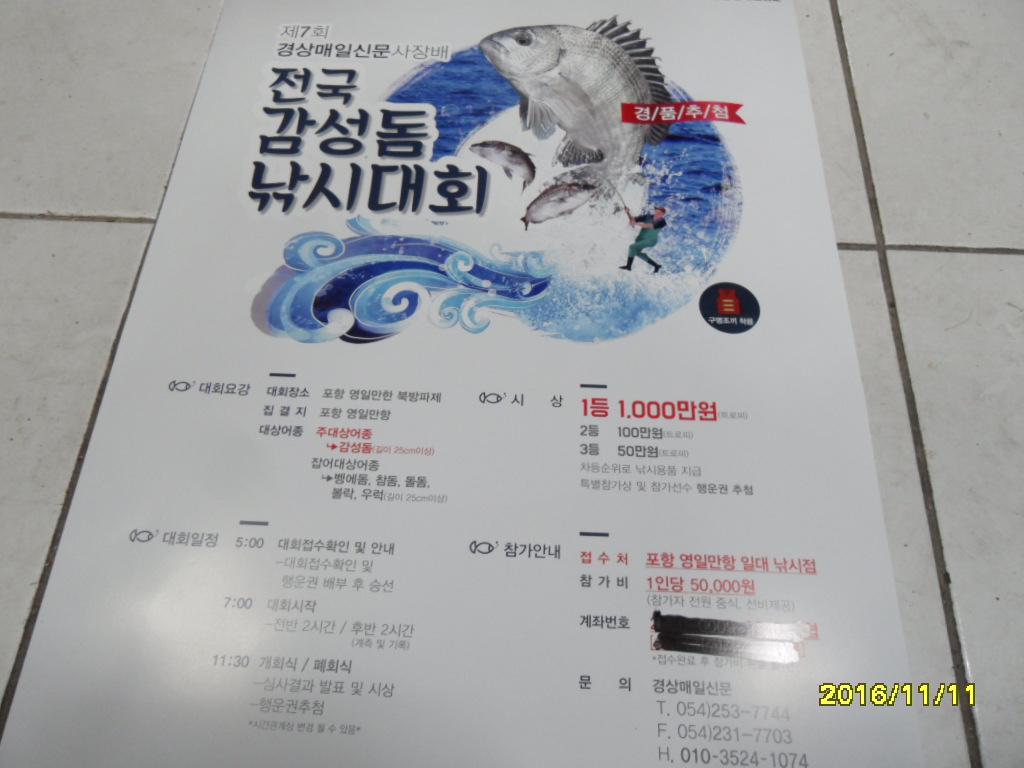 제7회
경상매일신문사장배
전국
감성돔
낚시대회
경/품/추/첨
구명조끼 착용
대회요강
대회장소 포항 영일만항 북방파제
집결지 포항 영일만항
대상어종 주대상어종
↳감성돔(길이 25cm이상)
잡어대상어종
↳벵에돔, 참돔, 돌돔,
볼락, 우럭(길이 25cm이상)
시 상
1등 1.000만원(트로피)
2등 100만원(트로피)
3등 50만원(트로피)
차등순위로 낚시용품 지급
특별참가상 및 참가선수 행운권 추첨
대회일정
5:00 대회접수확인 및 안내
-대회접수확인 및
행운권 배부 후 승선
7:00 대회시작
-전반 2시간 / 후반 2시간
(계측 및 기록)
11:30 개회식 / 폐회식
-심사결과 발표 및 시상
-행운권추첨
*시간관계상 변경 될 수 있음*
참가안내
접수처 포항 영일만항 일대 낚시점
참가비 1인당 50,000원
(참가자 전원 중식, 선비제공)
계좌번호
*접수완료 후 참가비
문 의 경상매일신문
T. 054)253-7744
F. 054)231-7703
H. 010-3524-1074
2016/11/11